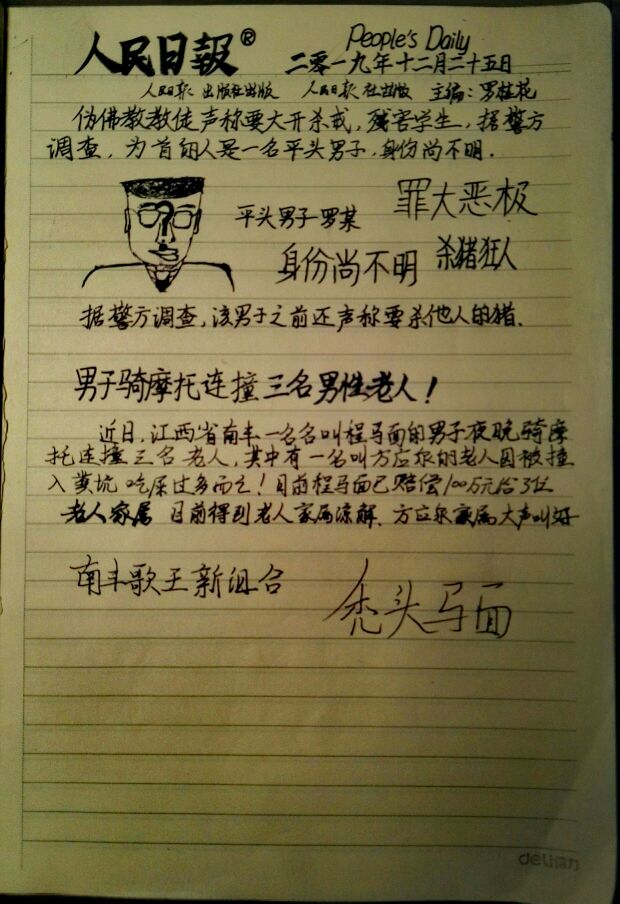 人民日報®
People's Daily
二零一九年十二月二十五日
人民日报 出版社出版 人民日报 社出版 主编：罗桂花
伪佛教教徒声称要大开杀戒，残害学生，据警方
调查，为首的人是一名平头男子，身份尚不明．
平头男子罗某
罪大恶极
身份尚不明
杀猪狂人
据警方调查，该男子之前还声称要杀他人的猪．
男子骑摩托连撞三名男性老人！
近日，江西省南丰一名名叫程马面的男子夜晚骑摩
托连撞三名老人，其中有一名叫方应的老人因被撞
入粪坑 吃屎过多而亡！目前程马面已赔偿100万元给3位
老人家属 目前得到老人家属谅解、方应家属大声叫好
南丰歌王新组合
秃头马面
deli得力